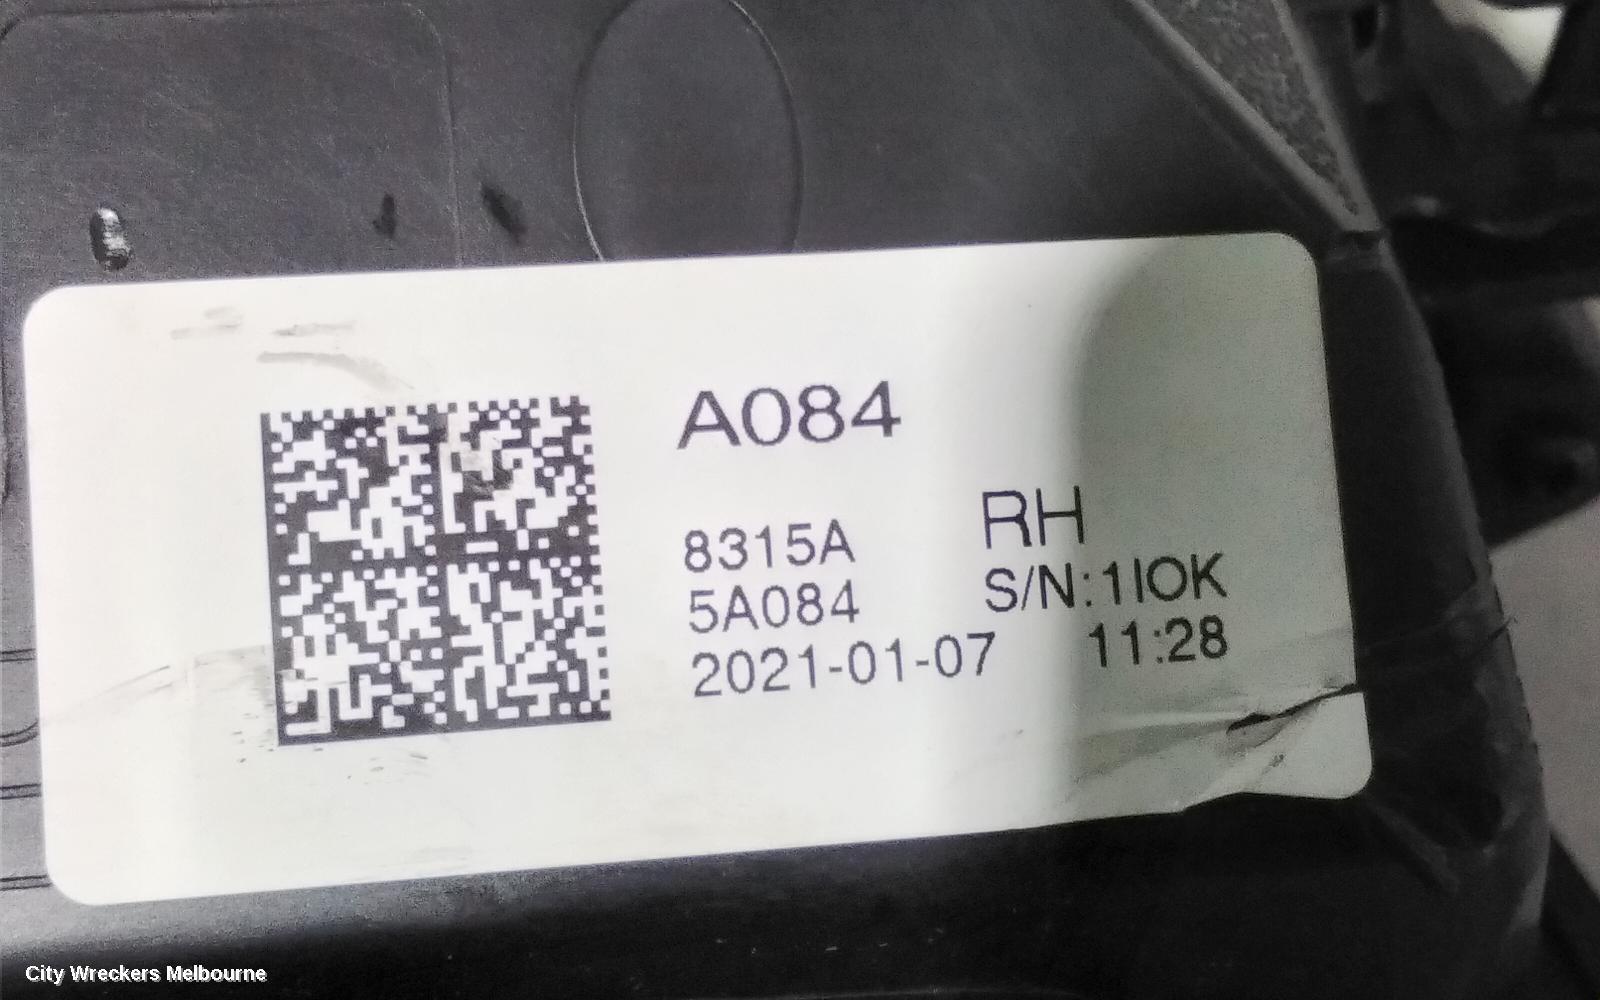 A084
8315A RH
5A084 S/N:1IOK
2021-01-07 11:28
City Wreckers Melbourne